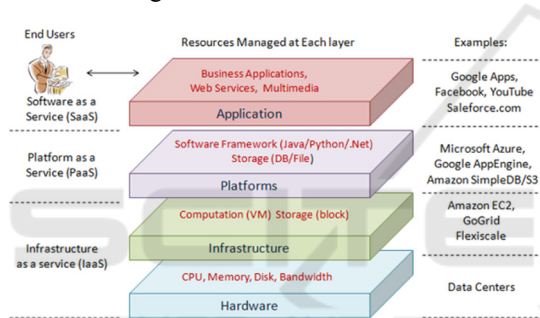 End Users
Resources Managed at Each layer
Examples:
Business Applications,
Web Services, Multimedia
Application
Software as a
Service (SaaS)
Google Apps,
Facebook, YouTube
Saleforce.com
Platform as a
Service (PaaS)
Software Framework (Java/Python/.Net)
Storage (DB/File)
Platforms
Microsoft Azure,
Google AppEngine,
Amazon SimpleDB/S3
Computation (VM) Storage (block)
Infrastructure
Amazon EC2,
GoGrid
Flexiscale
Infrastructure
as a service (IaaS)
CPU, Memory, Disk, Bandwidth
Hardware
Data Centers